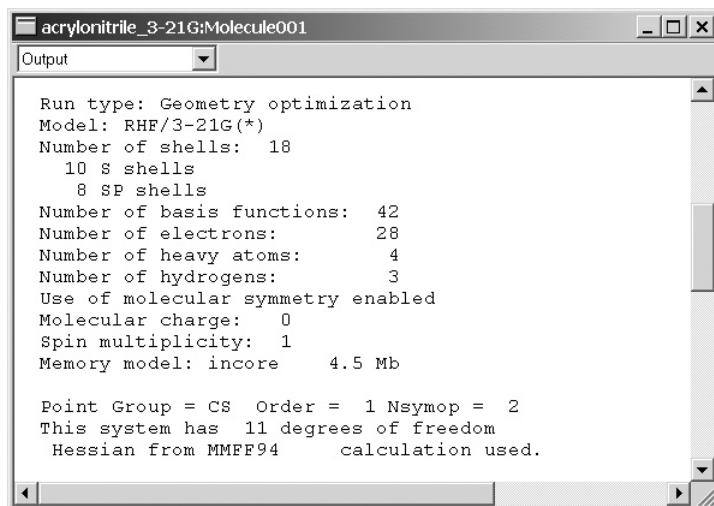 acrylonitrile_3-21G:Molecule001
Output
Run type: Geometry optimization
Model: RHF/3-21G(*)
Number of shells:  18
   10 S shells
    8 SP shells
Number of basis functions:  42
Number of electrons:        28
Number of heavy atoms:       4
Number of hydrogens:         3
Use of molecular symmetry enabled
Molecular charge:   0
Spin multiplicity:  1
Memory model: incore    4.5 Mb
Point Group = CS  Order =  1 Nsymop =  2
This system has  11 degrees of freedom
 Hessian from MMFF94     calculation used.